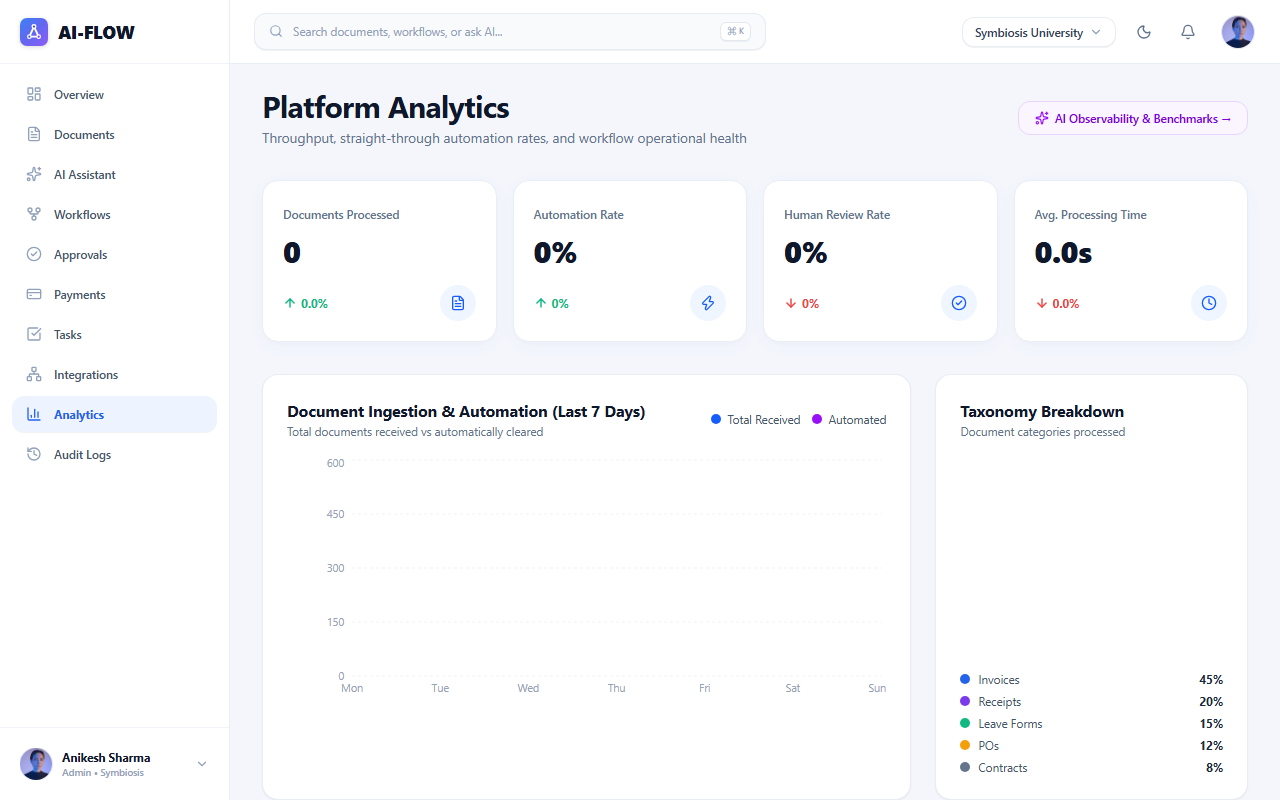 AI-FLOW
Search documents, workflows, or ask AI...
⌘ K
Symbiosis University
Overview
Documents
AI Assistant
Workflows
Approvals
Payments
Tasks
Integrations
Analytics
Audit Logs
Anikesh Sharma
Admin • Symbiosis
Platform Analytics
Throughput, straight-through automation rates, and workflow operational health
AI Observability & Benchmarks →
Documents Processed
0
↑ 0.0%
Automation Rate
0%
↑ 0%
Human Review Rate
0%
↓ 0%
Avg. Processing Time
0.0s
↓ 0.0%
Document Ingestion & Automation (Last 7 Days)
Total documents received vs automatically cleared
Total Received
Automated
600
450
300
150
0
Mon Tue Wed Thu Fri Sat Sun
Taxonomy Breakdown
Document categories processed
Invoices 45%
Receipts 20%
Leave Forms 15%
POs 12%
Contracts 8%